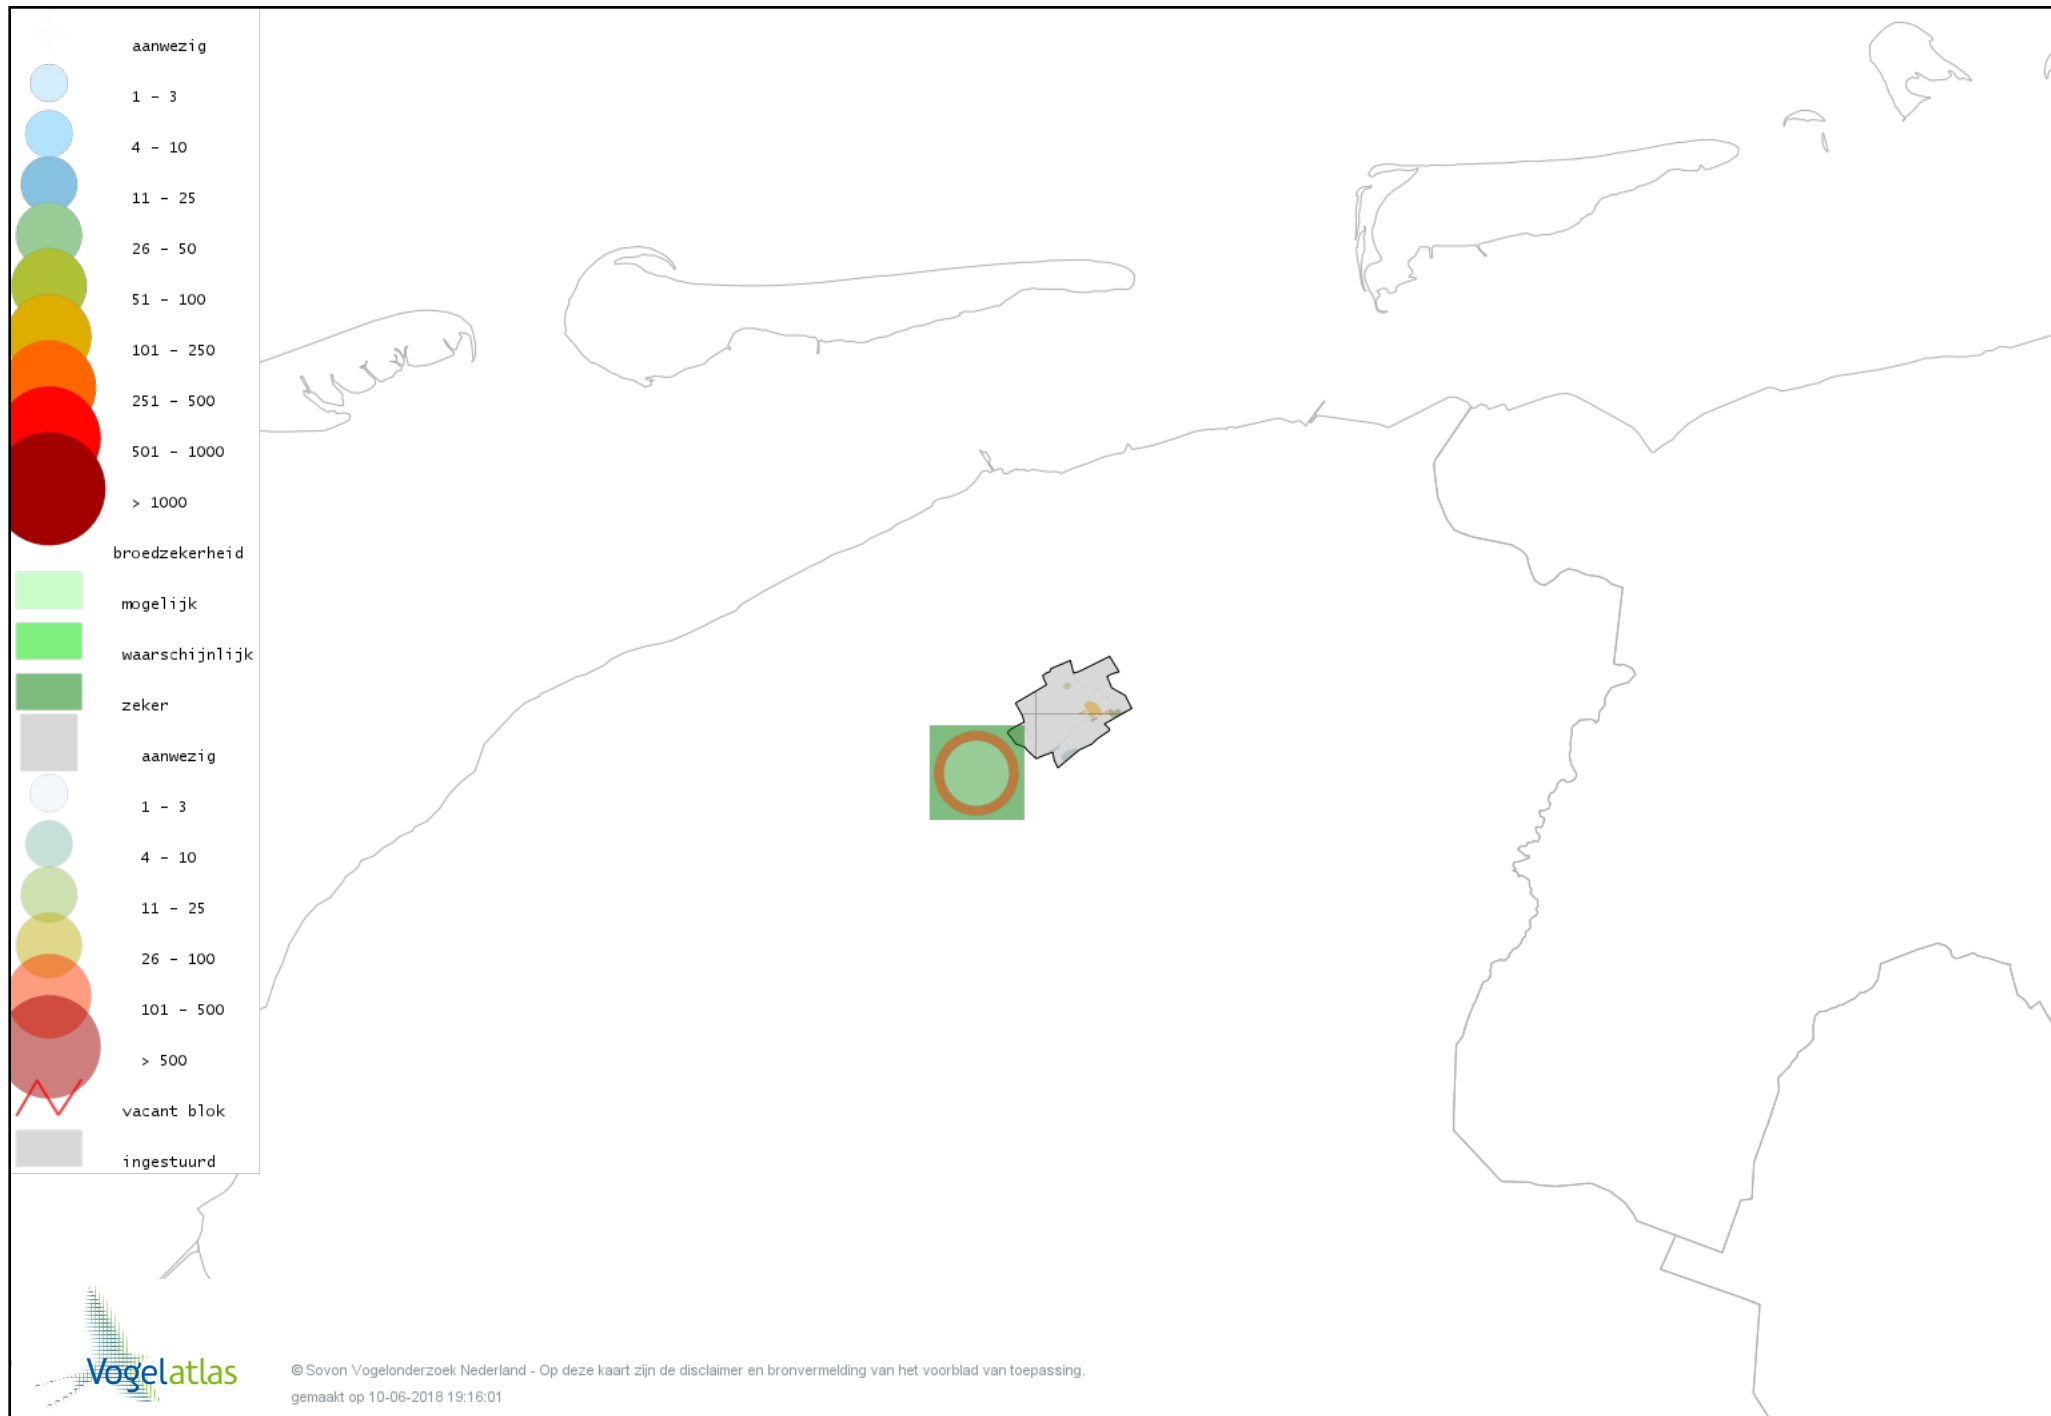 aanwezig
1 - 3
4 - 10
11 - 25
26 - 50
51 - 100
101 - 250
251 - 500
501 - 1000
> 1000
broedzekerheid
mogelijk
waarschijnlijk
zeker
aanwezig
1 - 3
4 - 10
11 - 25
26 - 100
101 - 500
> 500
vacant blok
ingestuurd
Vogelatlas
© Sovon Vogelonderzoek Nederland - Op deze kaart zijn de disclaimer en bronvermelding van het voorblad van toepassing.
gemaakt op 10-06-2018 19:16:01